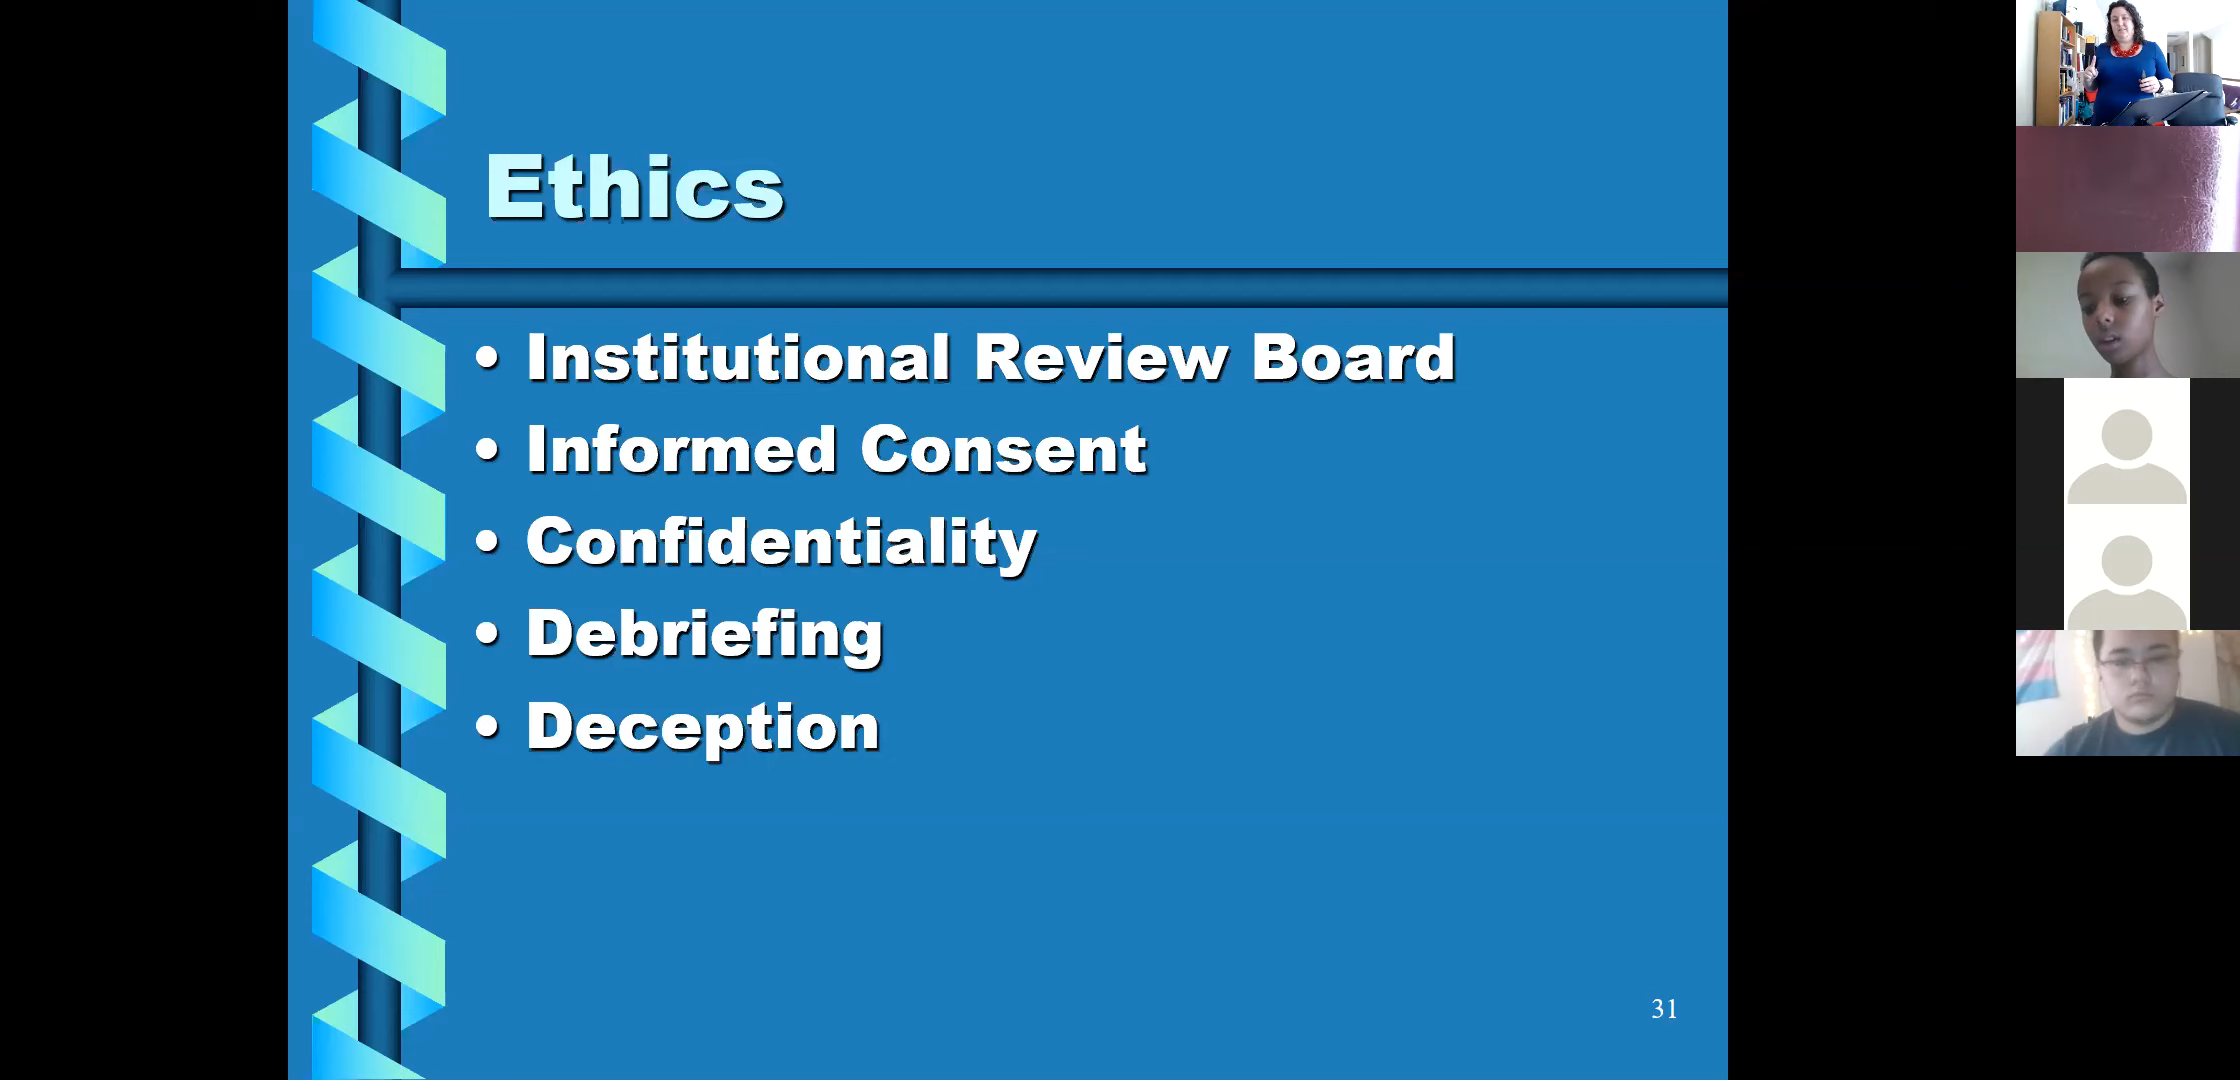 Ethics
• Institutional Review Board
• Informed Consent
• Confidentiality
• Debriefing
• Deception
31